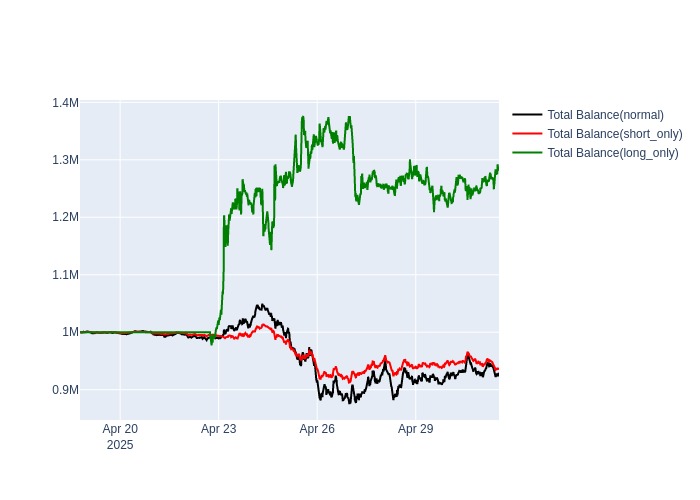 1.4M
1.3M
1.2M
1.1M
1M
0.9M
Apr 20
2025
Apr 23
Apr 26
Apr 29
Total Balance(normal)
Total Balance(short_only)
Total Balance(long_only)